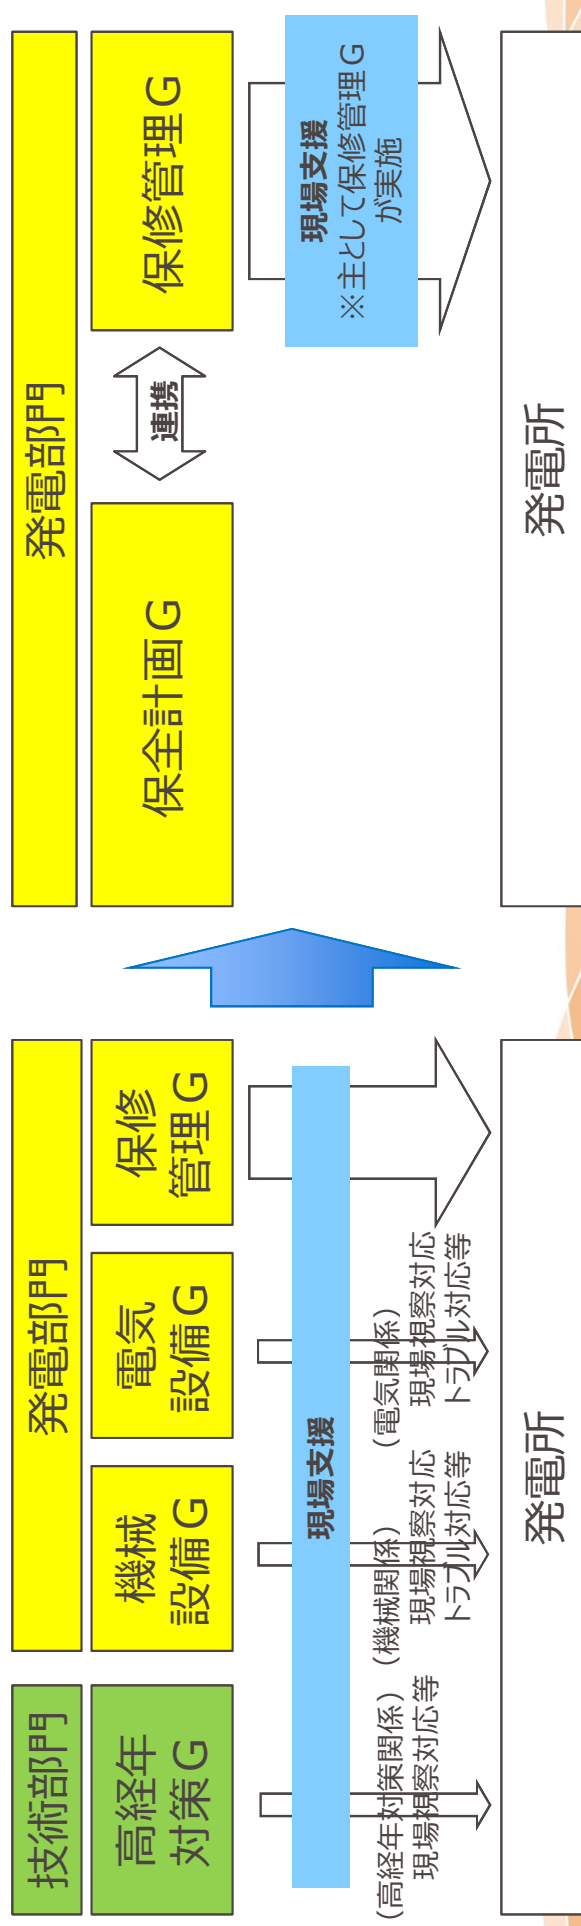 技術部門
発電部門
高経年
対策G
機械
設備G
電気
設備G
保修
管理G
現場支援
(高経年対策関係)
現場視察対応等
(機械関係)
現場視察対応
トラブル対応等
(電気関係)
現場視察対応
トラブル対応等
発電所
発電部門
保全計画G
連携
保修管理G
現場支援
※主として保修管理G
が実施
発電所